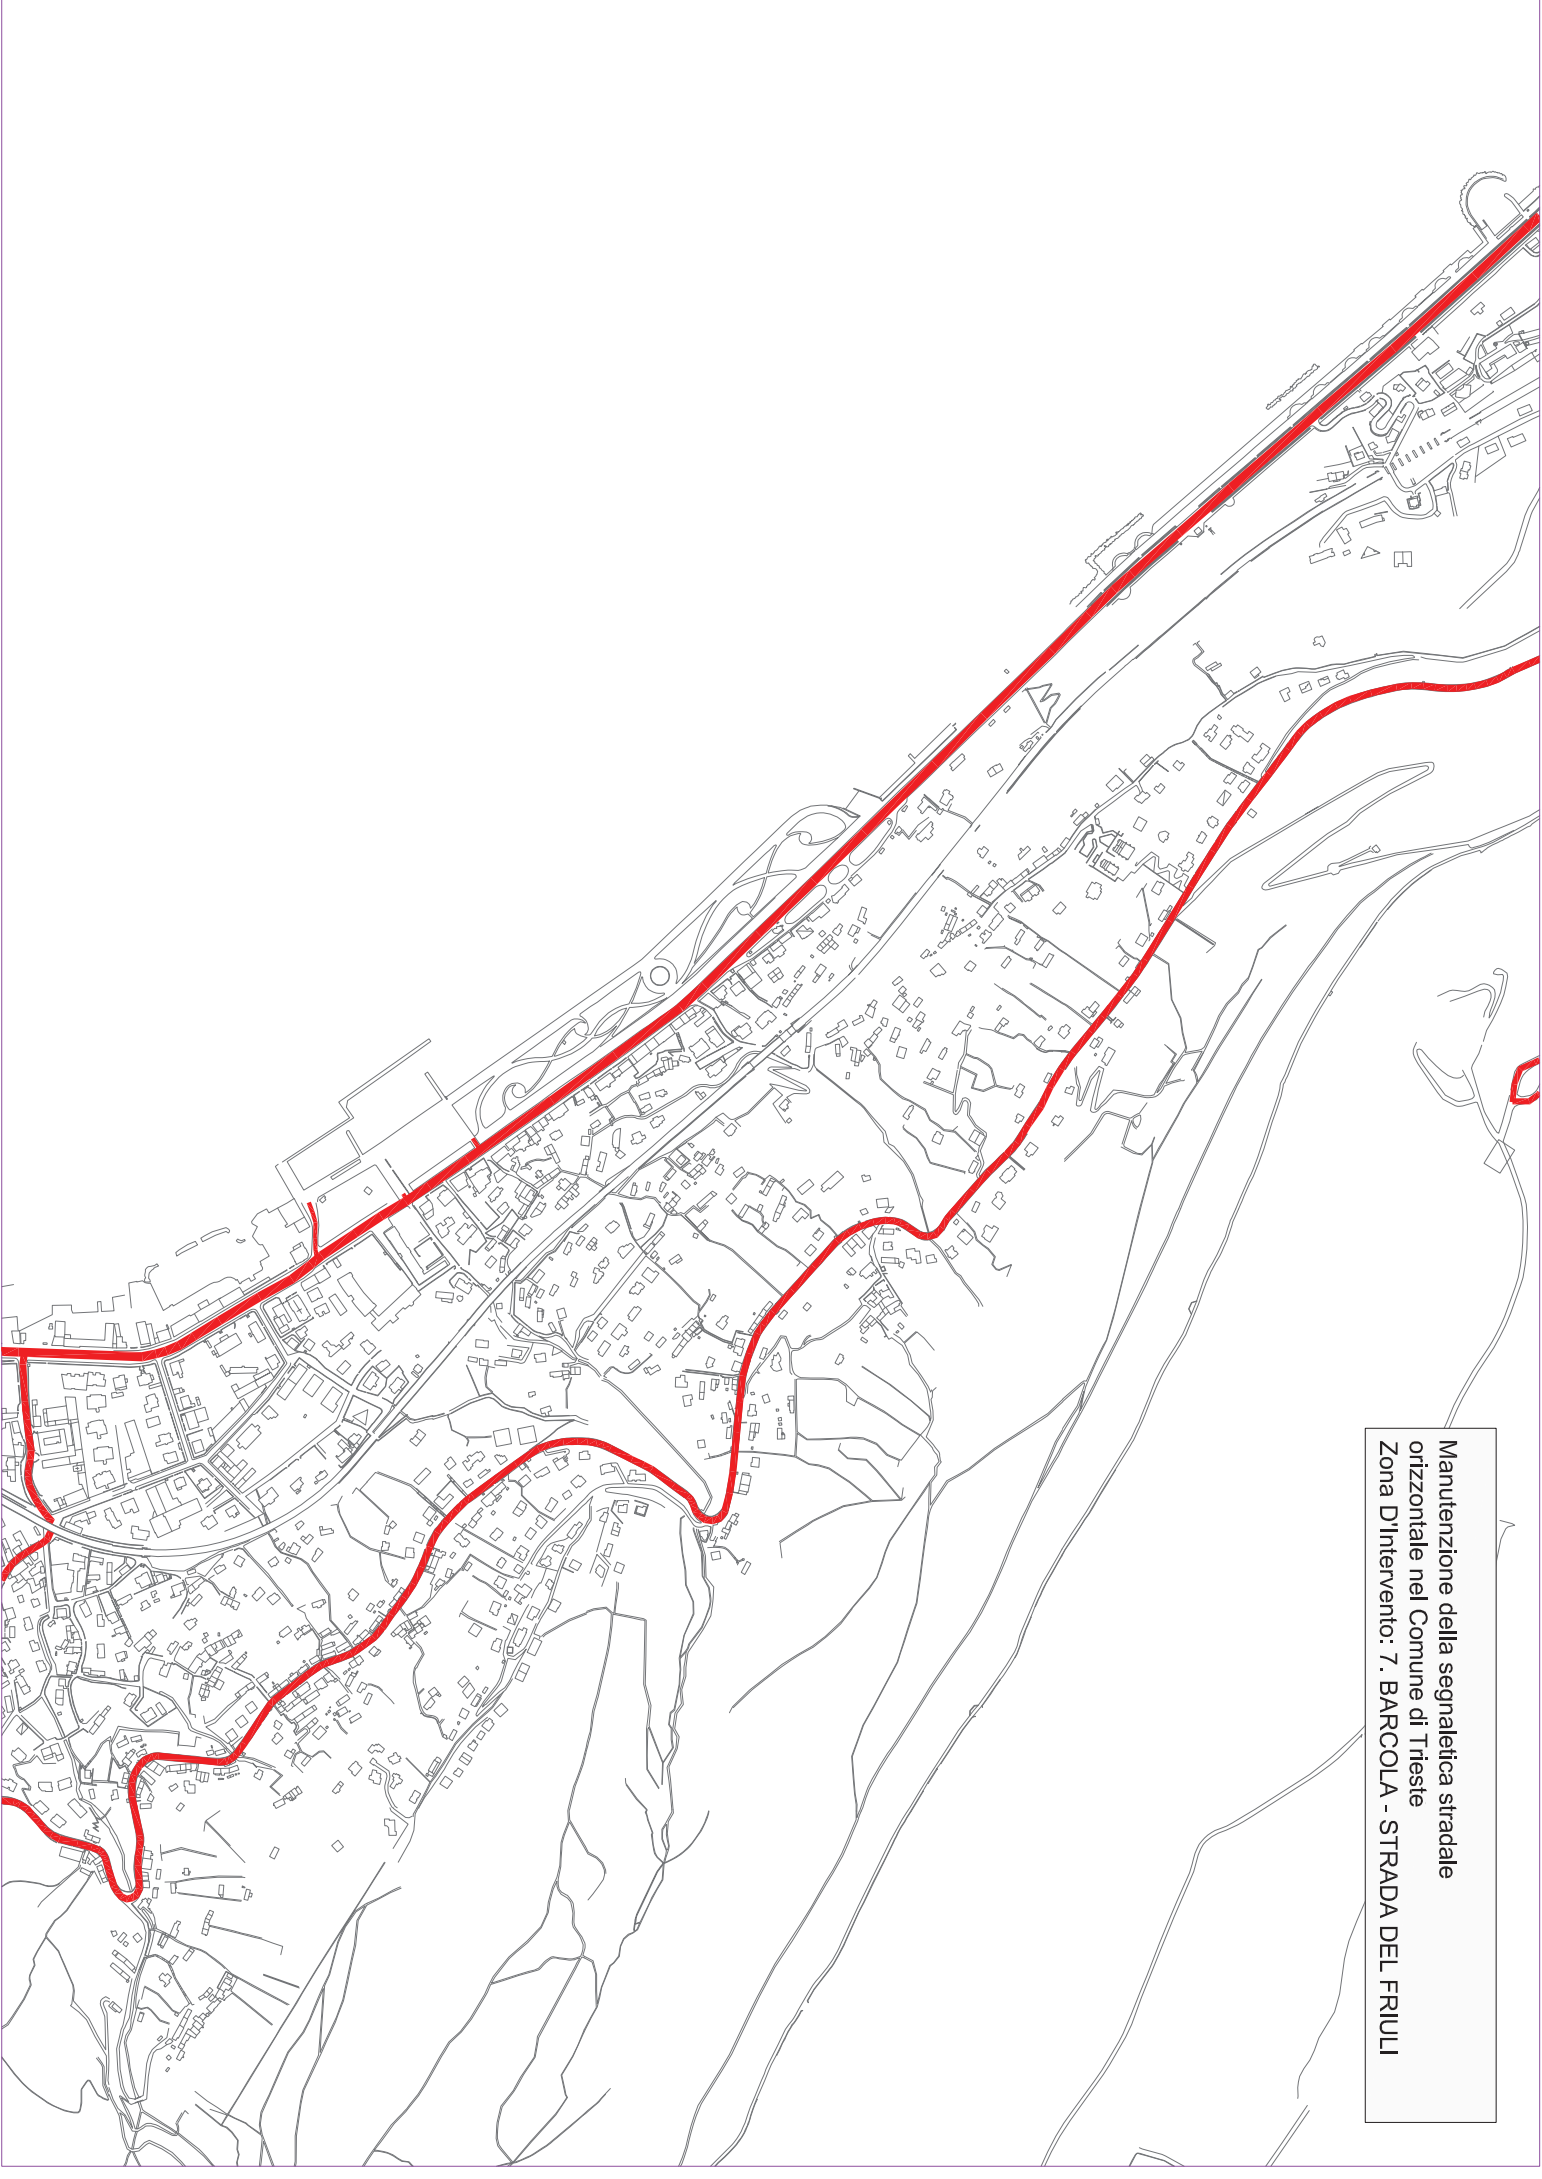 Manutenzione della segnaletica stradale
orizzontale nel Comune di Trieste
Zona D'Intervento: 7. BARCOLA - STRADA DEL FRIULI